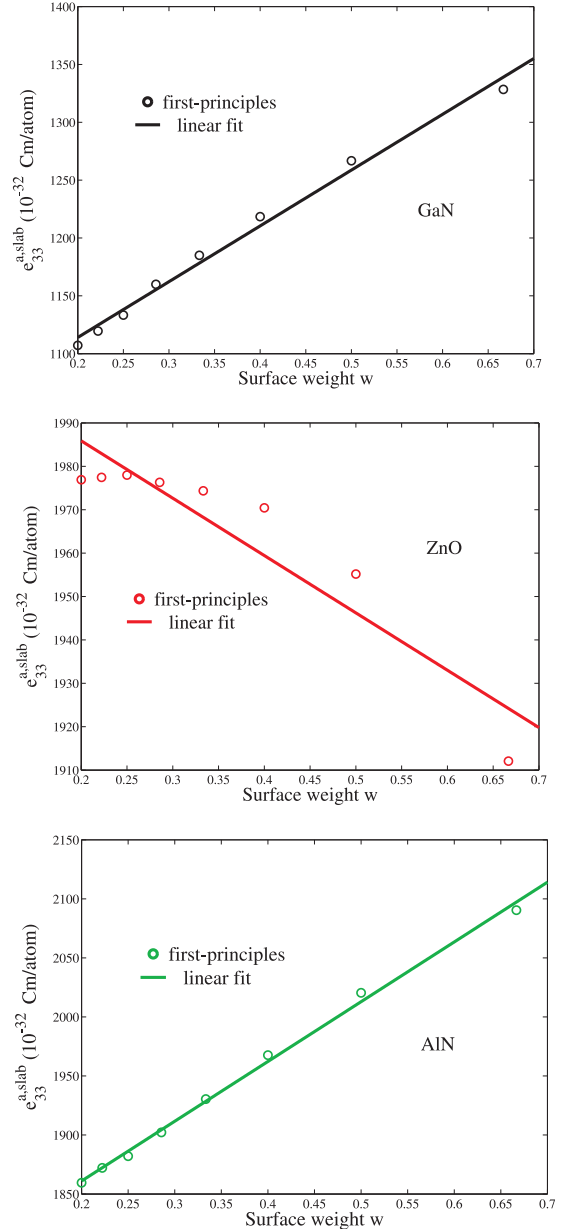 1400
1350
1300
1250
1200
1150
1100
e33^a,slab (10^-32 Cm/atom)
first-principles
linear fit
GaN
0.2 0.25 0.3 0.35 0.4 0.45 0.5 0.55 0.6 0.65 0.7
Surface weight w
1990
1980
1970
1960
1950
1940
1930
1920
1910
e33^a,slab (10^-32 Cm/atom)
ZnO
first-principles
linear fit
0.2 0.25 0.3 0.35 0.4 0.45 0.5 0.55 0.6 0.65 0.7
Surface weight w
2150
2100
2050
2000
1950
1900
1850
e33^a,slab (10^-32 Cm/atom)
first-principles
linear fit
AlN
0.2 0.25 0.3 0.35 0.4 0.45 0.5 0.55 0.6 0.65 0.7
Surface weight w